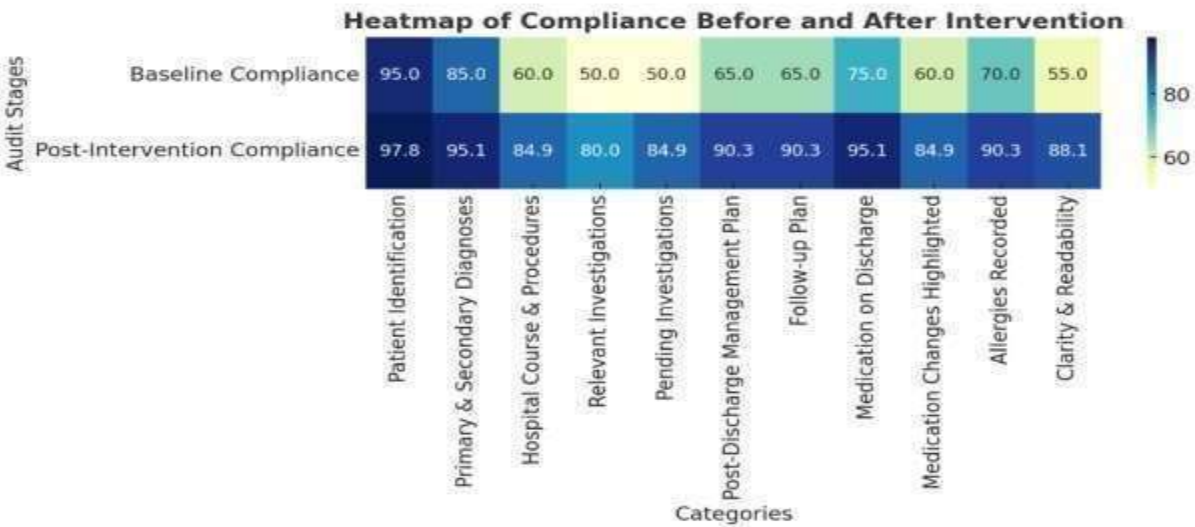 Heatmap of Compliance Before and After Intervention
Audit Stages
Baseline Compliance 95.0 85.0 60.0 50.0 50.0 65.0 65.0 75.0 60.0 70.0 55.0
Post-Intervention Compliance 97.8 95.1 84.9 80.0 84.9 90.3 90.3 95.1 84.9 90.3 88.1
80
60
Patient Identification
Primary & Secondary Diagnoses
Hospital Course & Procedures
Relevant Investigations
Pending Investigations
Post-Discharge Management Plan
Follow-up Plan
Medication on Discharge
Medication Changes Highlighted
Allergies Recorded
Clarity & Readability
Categories